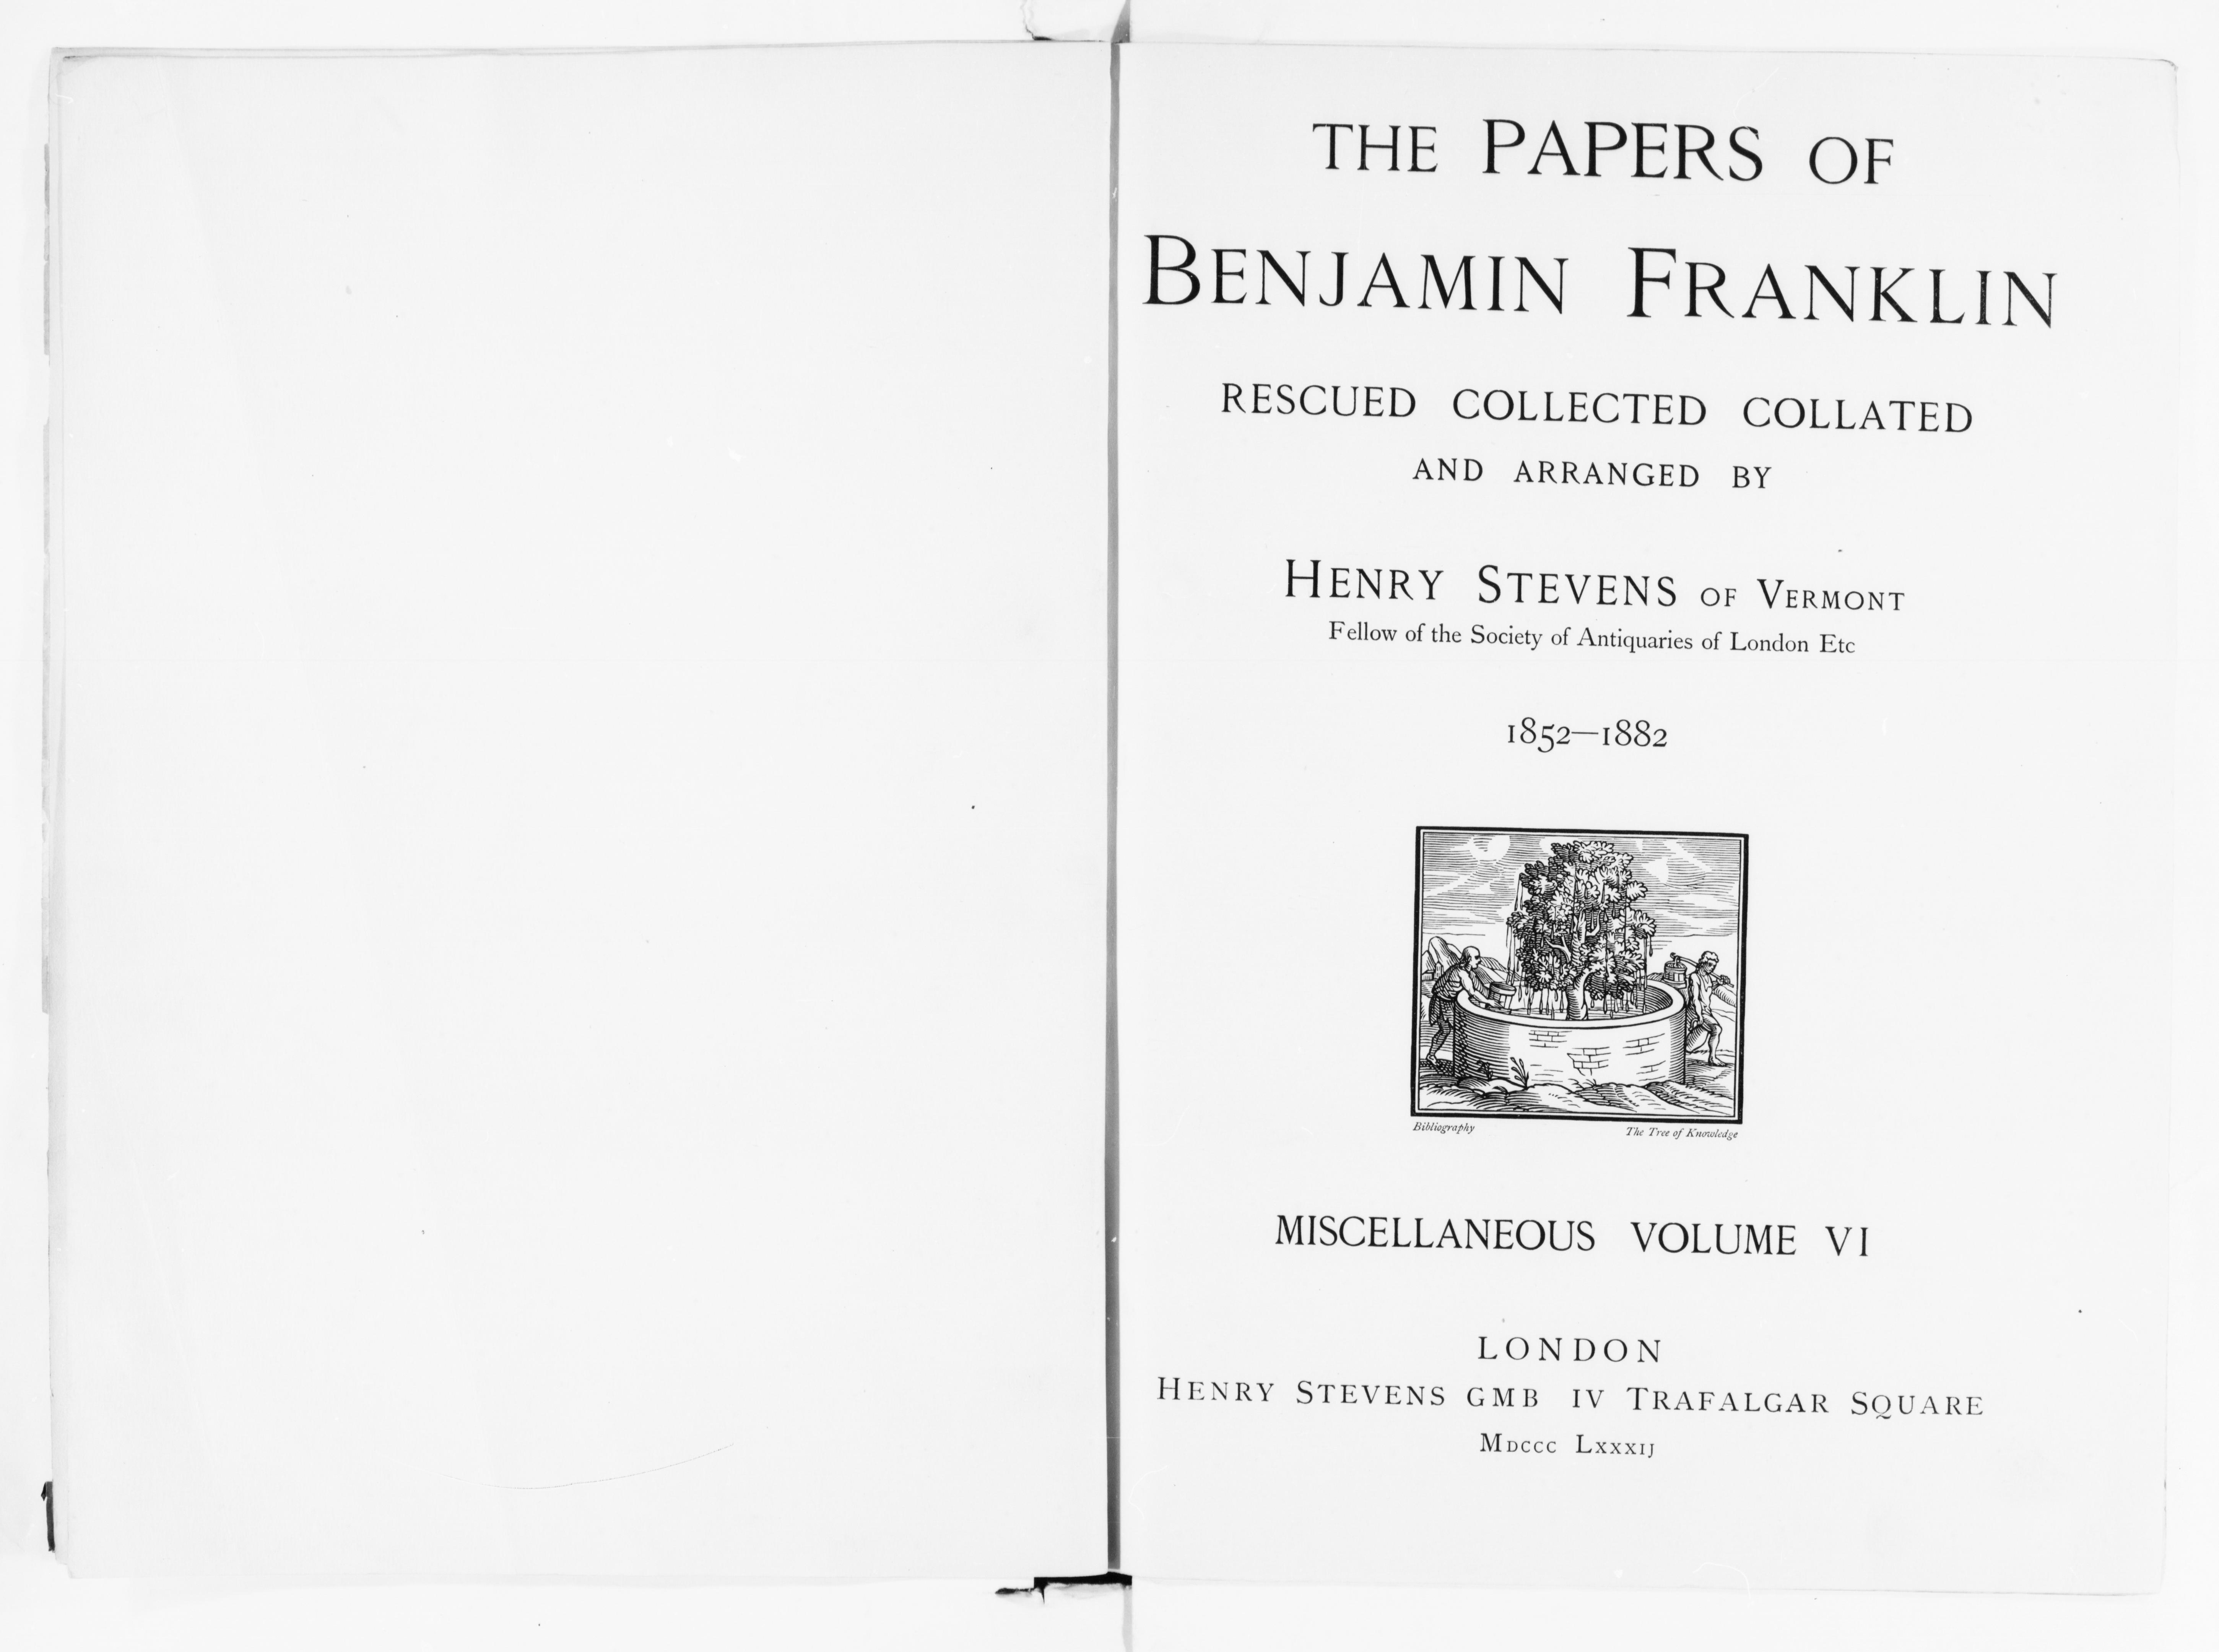 THE PAPERS OF
BENJAMIN FRANKLIN
RESCUED COLLECTED COLLATED
AND ARRANGED BY
HENRY STEVENS OF VERMONT
Fellow of the Society of Antiquaries of London Etc
1852—1882
Bibliography The Tree of Knowledge
MISCELLANEOUS VOLUME VI
LONDON
HENRY STEVENS GMB IV TRAFALGAR SQUARE
MDCCC LXXXIJ